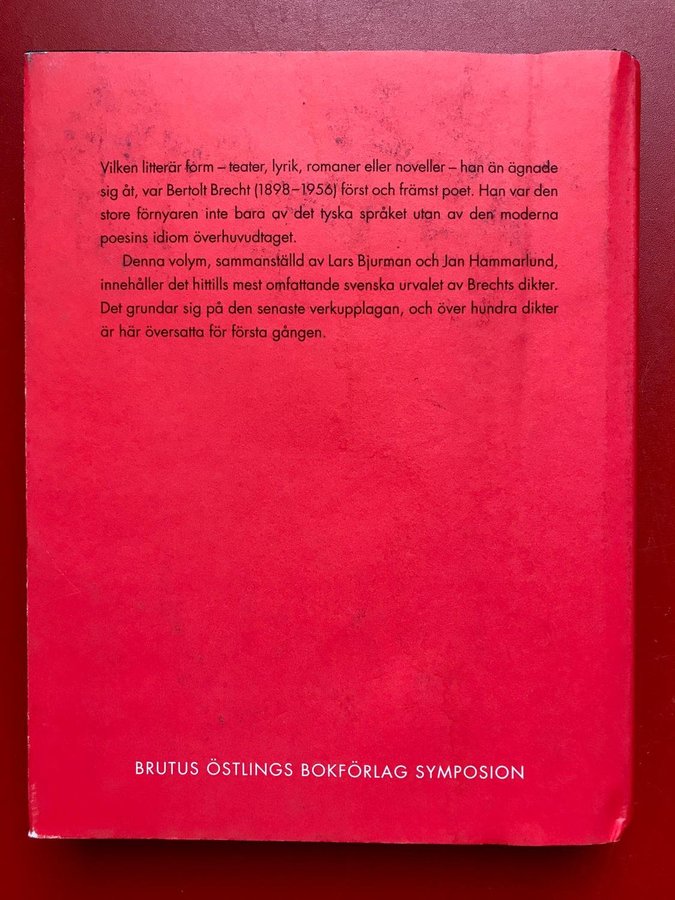 Vilken litterär form – teater, lyrik, romaner eller noveller – han än ägnade
sig åt, var Bertolt Brecht (1898–1956) först och främst poet. Han var den
store förnyaren inte bara av det tyska språket utan av den moderna
poesins idiom överhuvudtaget.
Denna volym, sammanställd av Lars Bjurman och Jan Hammarlund,
innehåller det hittills mest omfattande svenska urvalet av Brechts dikter.
Det grundar sig på den senaste verkupplagan, och över hundra dikter
är här översatta för första gången.
BRUTUS ÖSTLINGS BOKFÖRLAG SYMPOSION